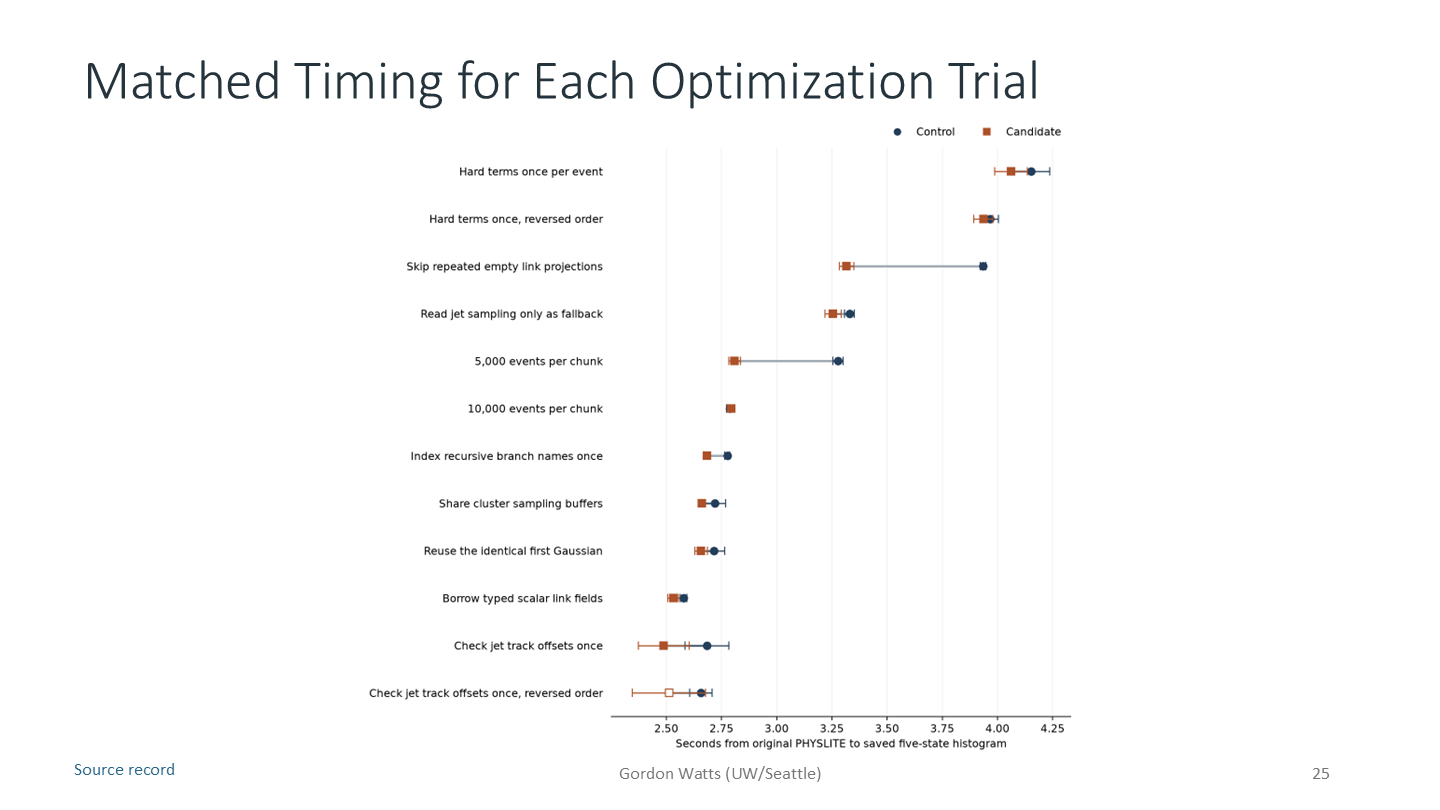 Matched Timing for Each Optimization Trial
Control
Candidate
Hard terms once per event
Hard terms once, reversed order
Skip repeated empty link projections
Read jet sampling only as fallback
5,000 events per chunk
10,000 events per chunk
Index recursive branch names once
Share cluster sampling buffers
Reuse the identical first Gaussian
Borrow typed scalar link fields
Check jet track offsets once
Check jet track offsets once, reversed order
2.50 2.75 3.00 3.25 3.50 3.75 4.00 4.25
Seconds from original PHYSLITE to saved five-state histogram
Source record
Gordon Watts (UW/Seattle)
25